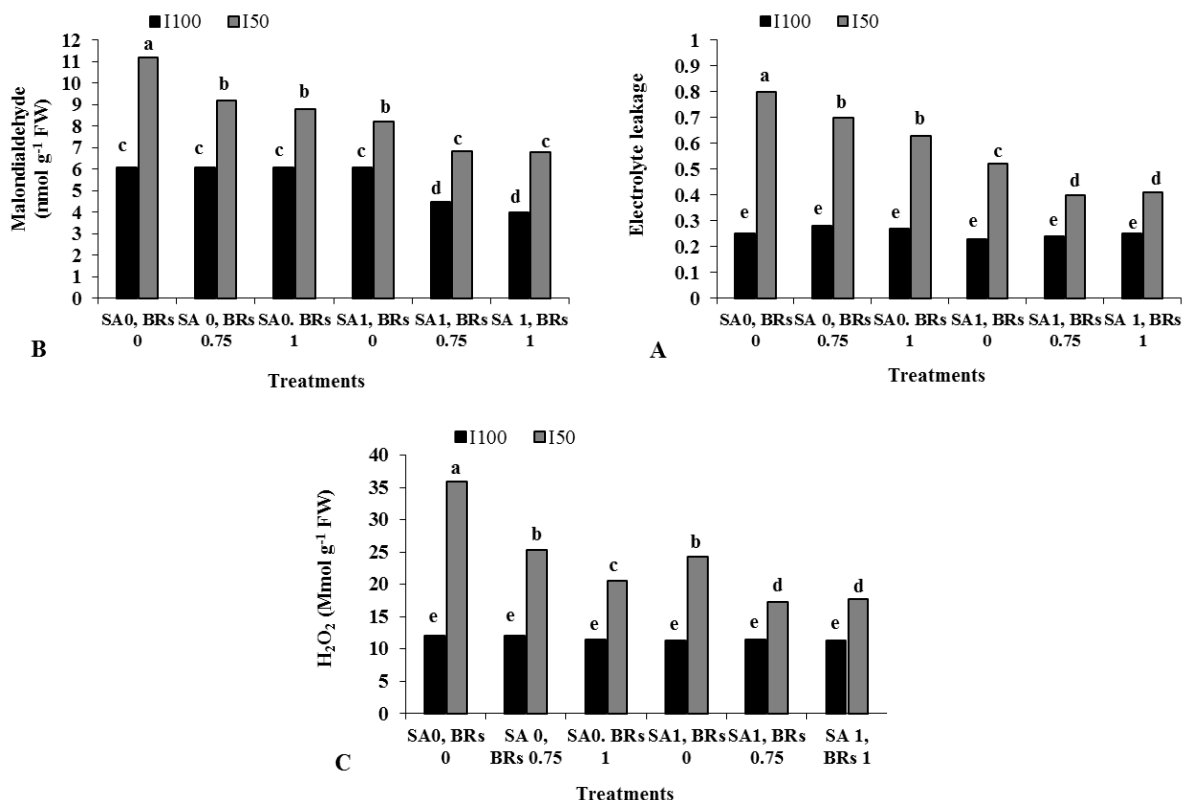 I100 I50
Malondialdehyde
(nmol g-1 FW)
12
11
10
9
8
7
6
5
4
3
2
1
0
a
b
b
b
c
c
c
c
c
c
d
d
SA0, BRs SA 0, BRs SA0. BRs SA1, BRs SA1, BRs SA 1, BRs
0 0.75 1 0 0.75 1
B
Treatments
I100 I50
Electrolyte leakage
1
0.9
0.8
0.7
0.6
0.5
0.4
0.3
0.2
0.1
0
a
b
b
c
d
d
e
e
e
e
e
e
SA0, BRs SA 0, BRs SA0. BRs SA1, BRs SA1, BRs SA 1, BRs
0 0.75 1 0 0.75 1
A
Treatments
I100 I50
H2O2 (Mmol g-1 FW)
40
35
30
25
20
15
10
5
0
a
b
c
b
d
d
e
e
e
e
e
e
SA0, BRs SA 0, SA0. BRs SA1, BRs SA1, BRs SA 1,
0 BRs 0.75 1 0 0.75 BRs 1
C
Treatments